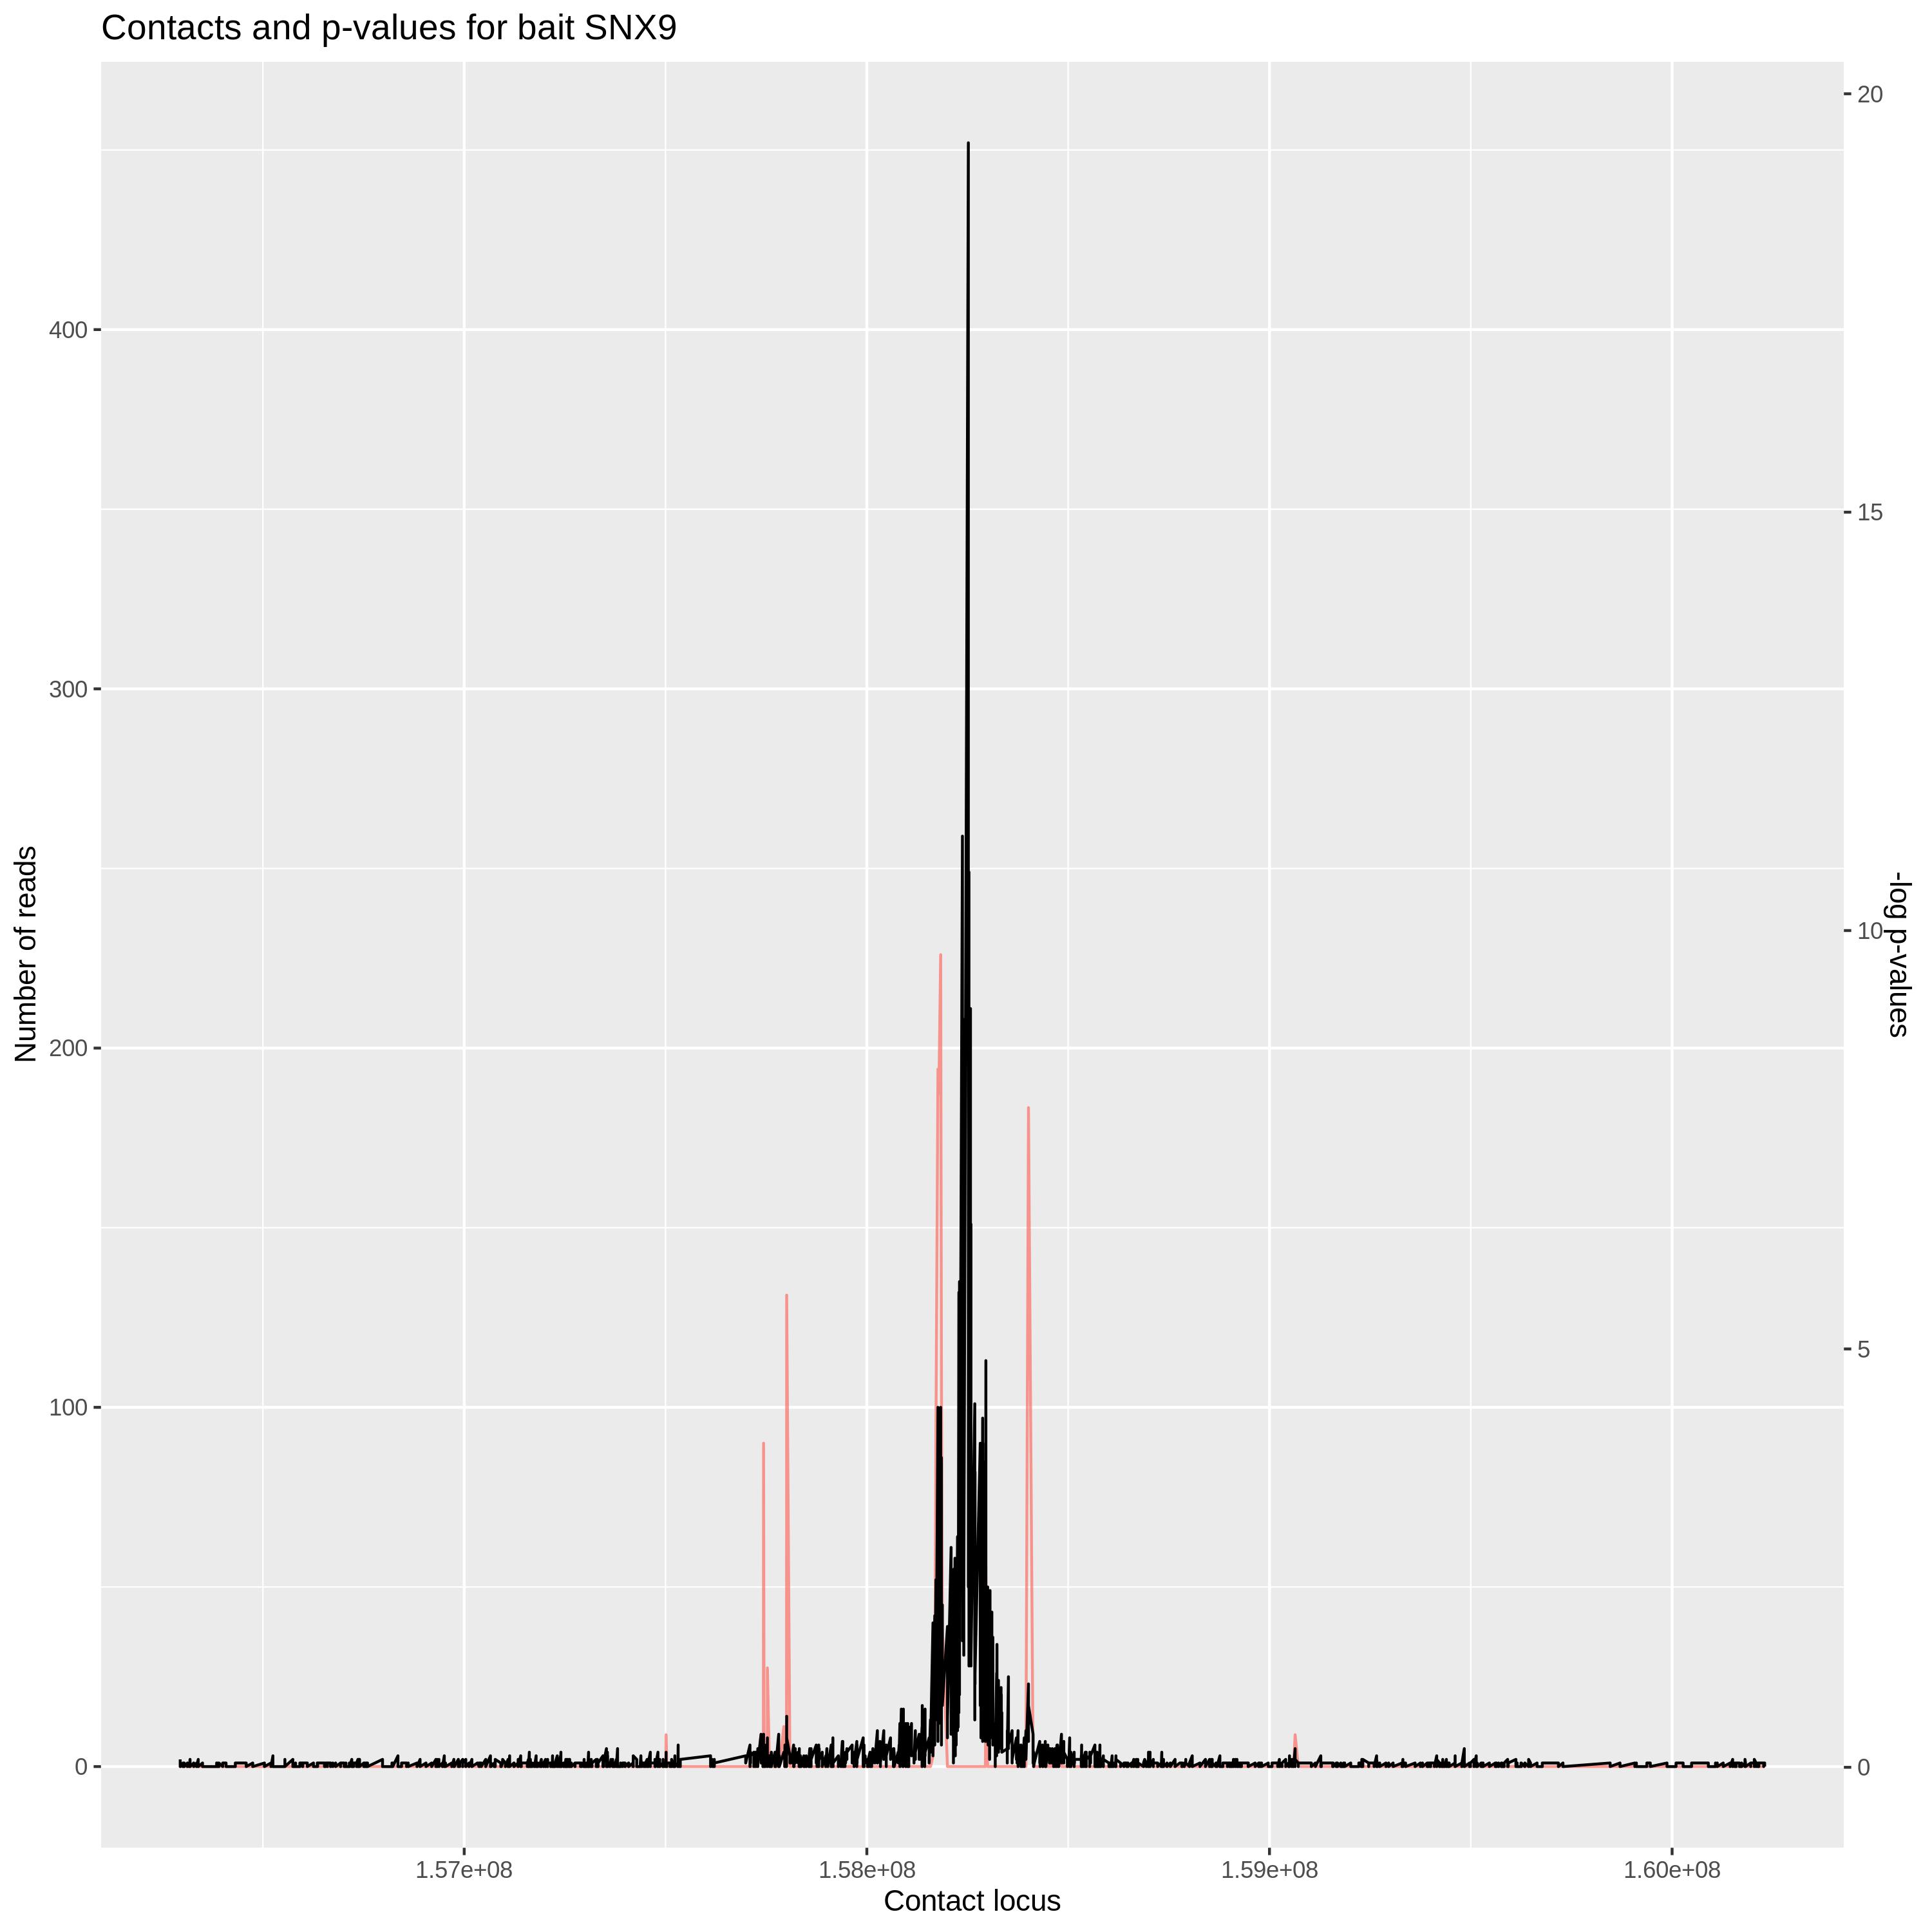 Contacts and p-values for bait SNX9
Number of reads
400
300
200
100
0
20
15
10
5
0
-log p-values
1.57e+08
1.58e+08
1.59e+08
1.60e+08
Contact locus